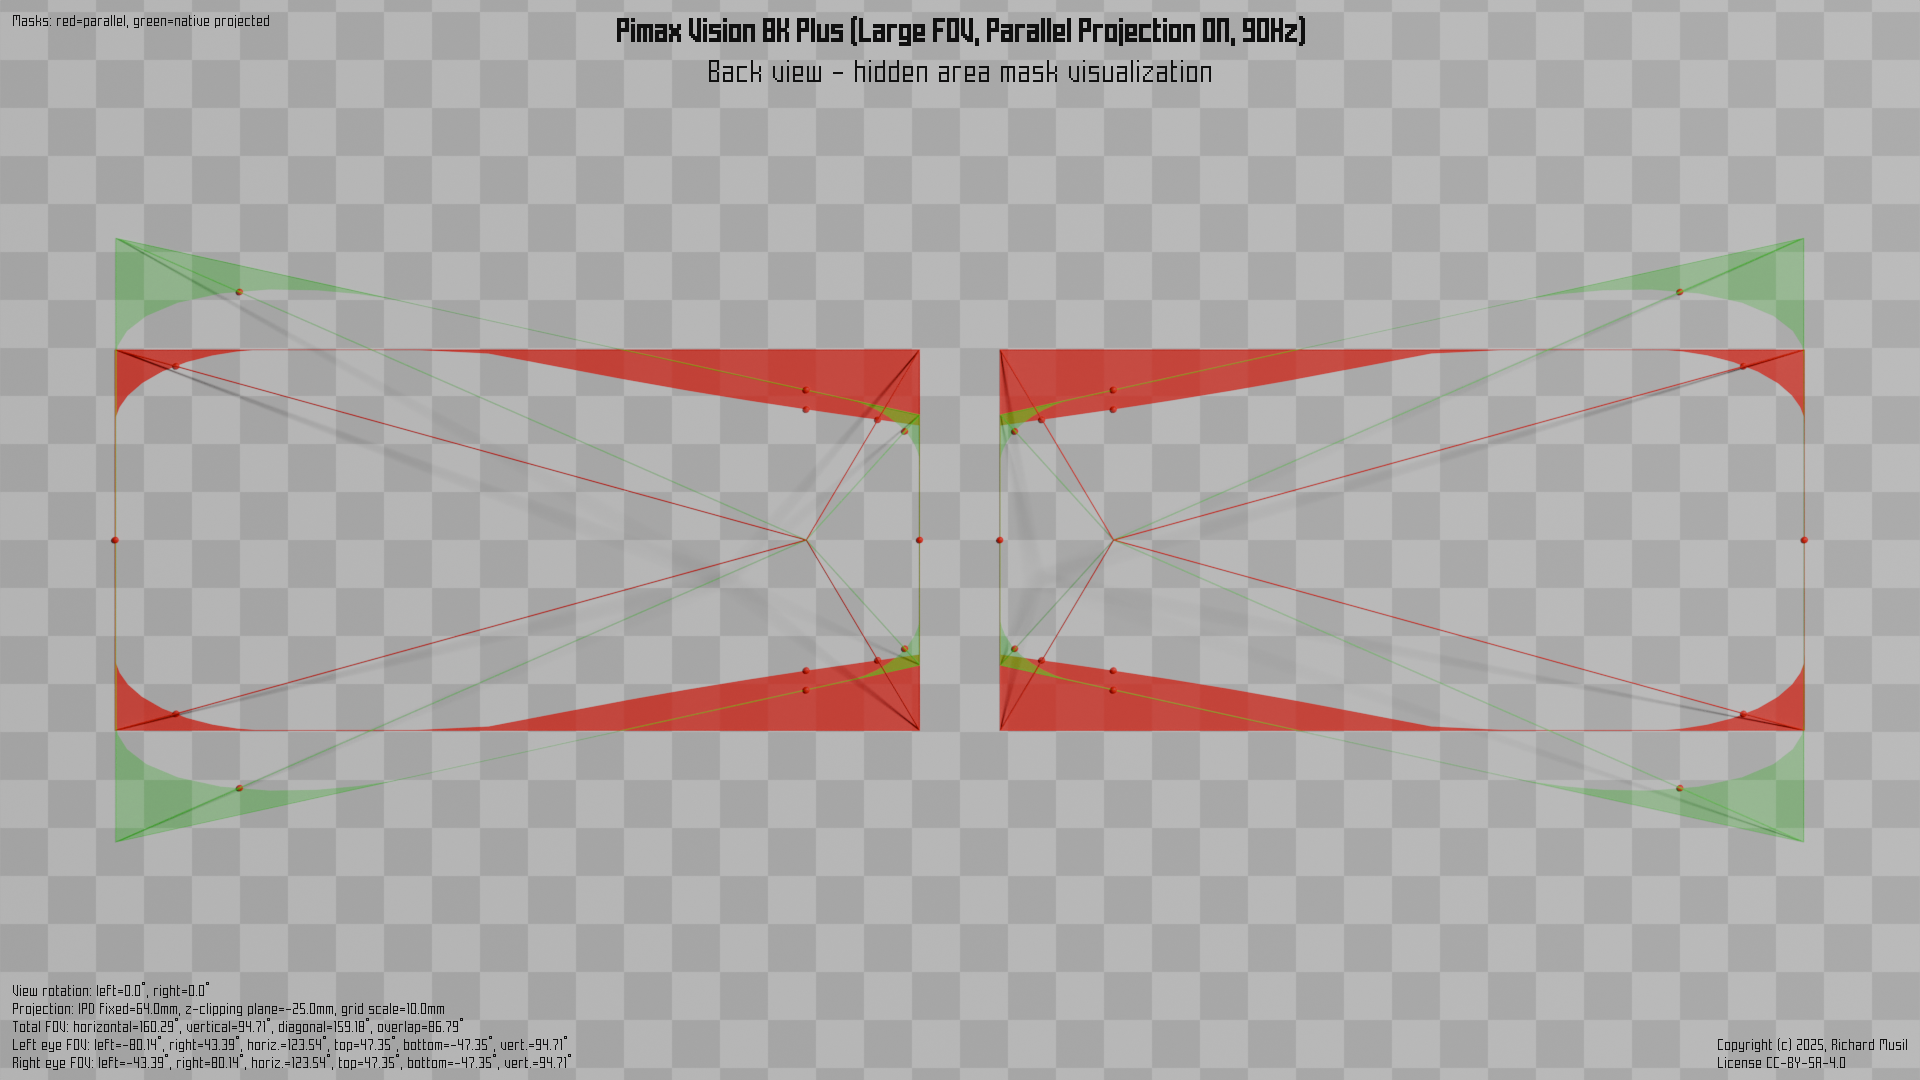 Masks: red=parallel, green=native projected
Pimax Vision 8K Plus (Large FOV, Parallel Projection ON, 90Hz)
Back view - hidden area mask visualization
View rotation: left=0.0°, right=0.0°
Projection: IPD fixed=64.0mm, z-clipping plane=-25.0mm, grid scale=10.0mm
Total FOV: horizontal=160.29°, vertical=94.71°, diagonal=159.18°, overlap=86.79°
Left eye FOV: left=-80.14°, right=43.39°, horiz.=123.54°, top=47.35°, bottom=-47.35°, vert.=94.71°
Right eye FOV: left=-43.39°, right=80.14°, horiz.=123.54°, top=47.35°, bottom=-47.35°, vert.=94.71°
Copyright (c) 2025, Richard Musil
License CC-BY-SA-4.0